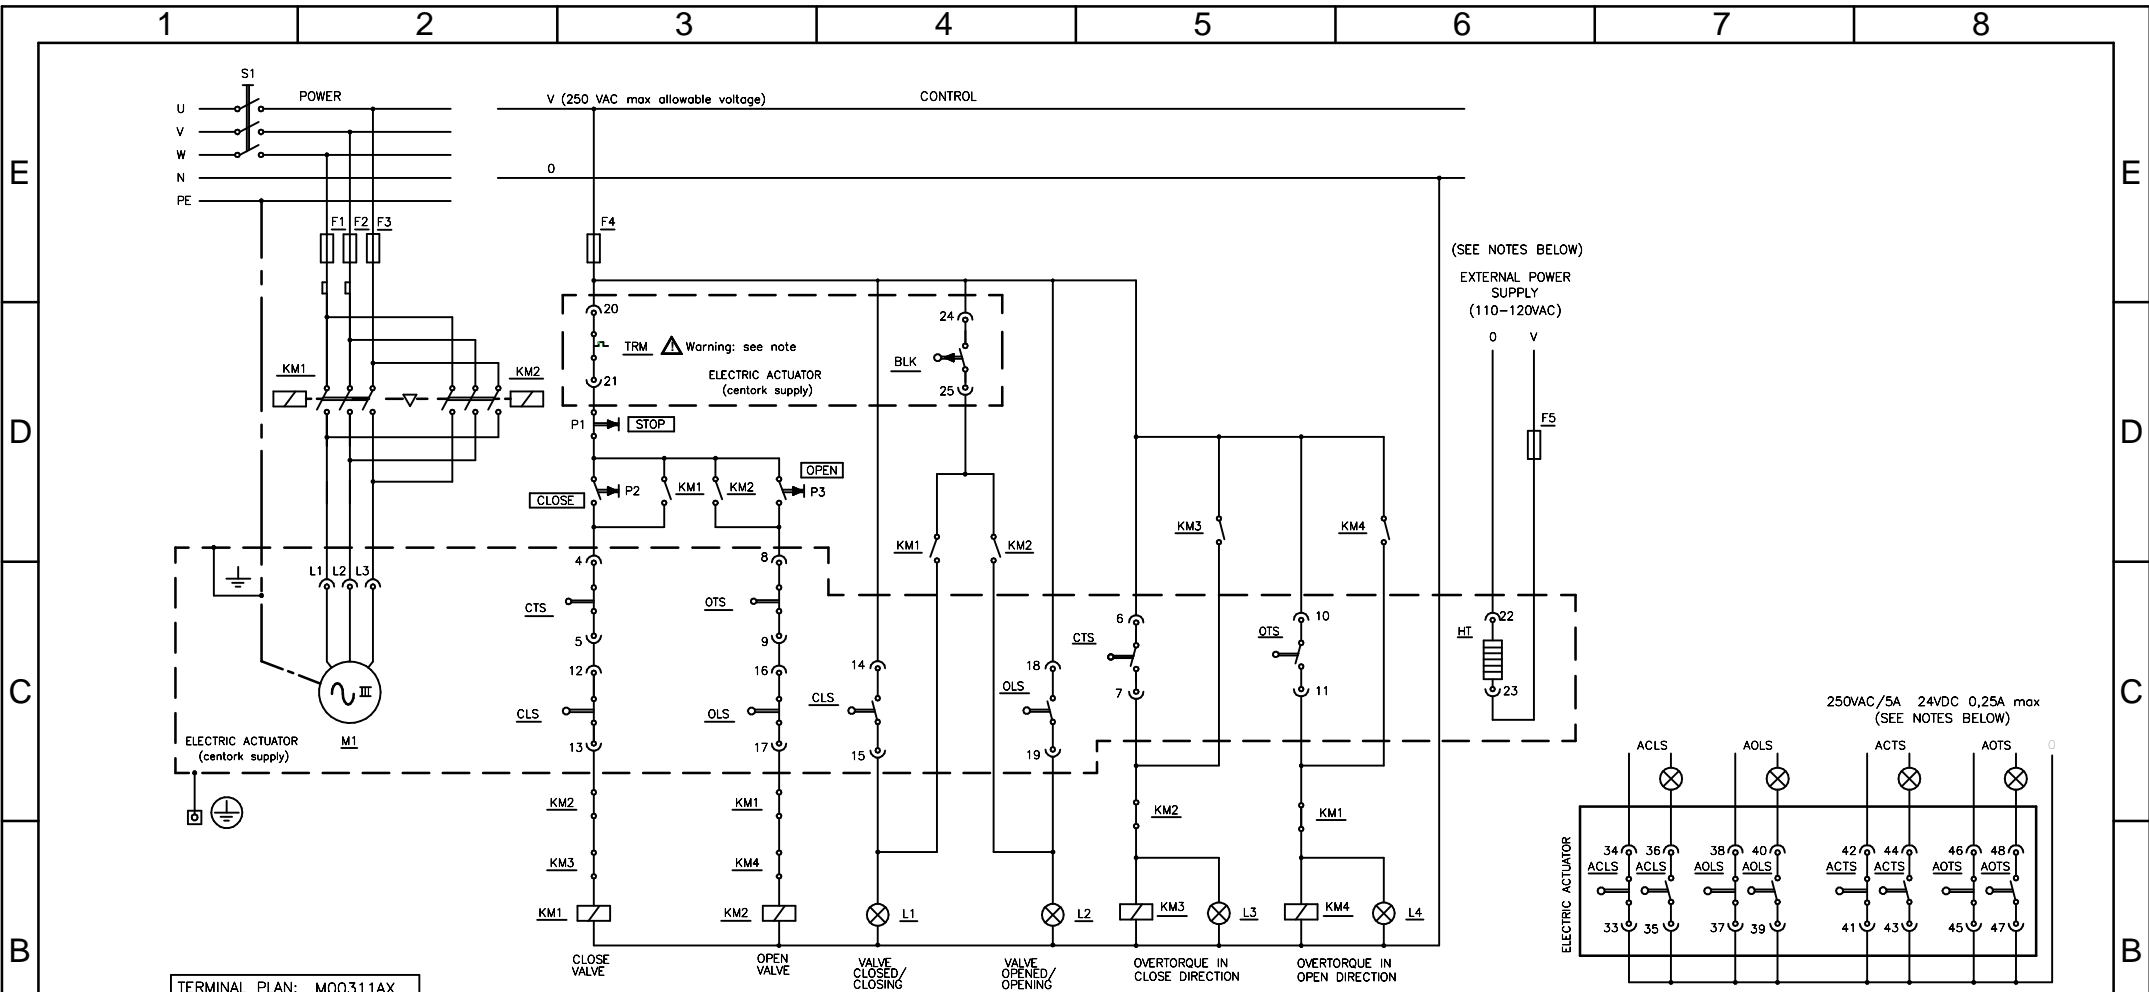 1 2 3 4 5 6 7 8
S1
POWER
V (250 VAC max allowable voltage)
CONTROL
U
V
W
N
PE
0
E
E
F1 F2 F3
F4
(SEE NOTES BELOW)
EXTERNAL POWER
SUPPLY
(110-120VAC)
0 V
20
24
TRM
Warning: see note
BLK
ELECTRIC ACTUATOR
(centork supply)
21
25
KM1
KM2
D
D
P1
STOP
F5
OPEN
CLOSE
P2
KM1
KM2
P3
KM3
KM4
KM1
KM2
4
8
L1 L2 L3
CTS
OTS
5
9
6
10
22
CTS
OTS
HT
12
16
14
18
7
11
23
CLS
OLS
CLS
OLS
C
C
13
17
15
19
M1
ELECTRIC ACTUATOR
(centork supply)
250VAC/5A 24VDC 0,25A max
(SEE NOTES BELOW)
ACLS
AOLS
ACTS
AOTS
0
KM2
KM1
KM2
KM1
KM3
KM4
34 36 38 40 42 44 46 48
ACLS ACLS AOLS AOLS ACTS ACTS AOTS AOTS
33 35 37 39 41 43 45 47
ELECTRIC ACTUATOR
KM1
KM2
L1
L2
KM3
L3
KM4
L4
B
B
CLOSE
VALVE
OPEN
VALVE
VALVE
CLOSED/
CLOSING
VALVE
OPENED/
OPENING
OVERTORQUE IN
CLOSE DIRECTION
OVERTORQUE IN
OPEN DIRECTION
TERMINAL PLAN: M00311AX